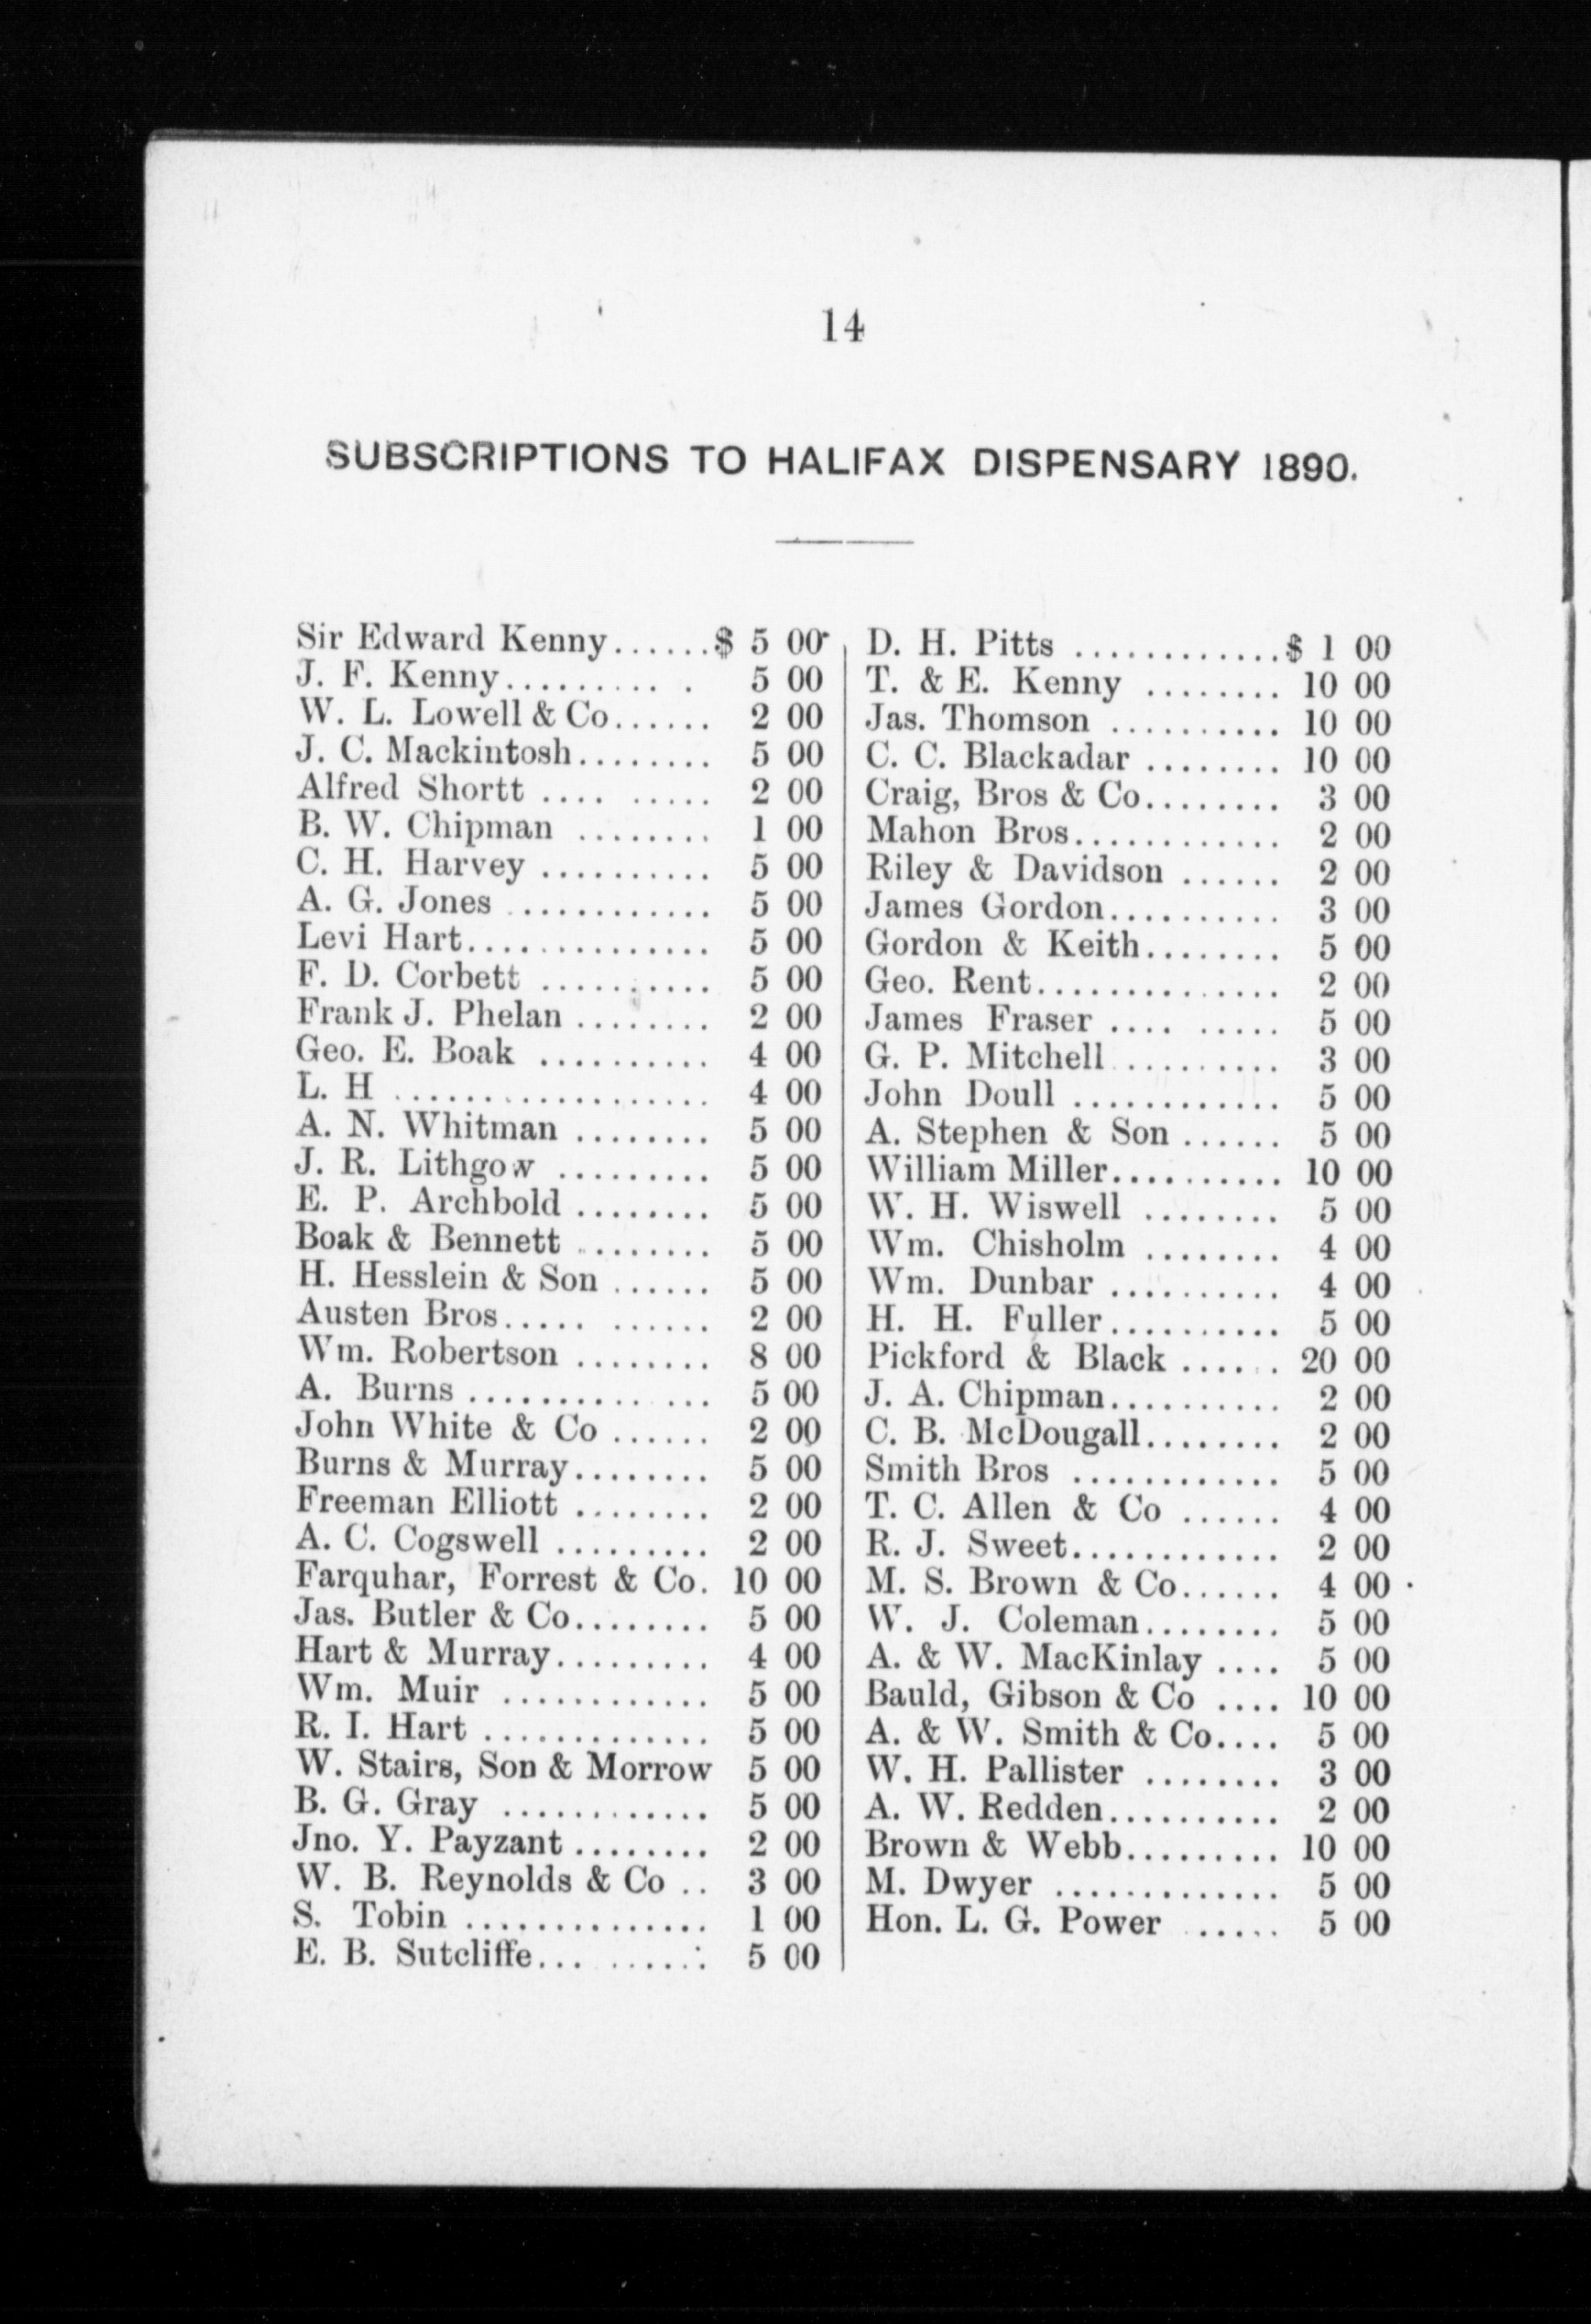 14
SUBSCRIPTIONS TO HALIFAX DISPENSARY 1890.
Sir Edward Kenny......$ 5 00
J. F. Kenny.......... . 5 00
W. L. Lowell & Co...... 2 00
J. C. Mackintosh........ 5 00
Alfred Shortt .... ..... 2 00
B. W. Chipman ........ 1 00
C. H. Harvey .......... 5 00
A. G. Jones ............ 5 00
Levi Hart............... 5 00
F. D. Corbett .......... 5 00
Frank J. Phelan ........ 2 00
Geo. E. Boak .......... 4 00
L. H .................. 4 00
A. N. Whitman ........ 5 00
J. R. Lithgow ......... 5 00
E. P. Archbold ........ 5 00
Boak & Bennett ........ 5 00
H. Hesslein & Son ...... 5 00
Austen Bros..... ...... 2 00
Wm. Robertson ........ 8 00
A. Burns .............. 5 00
John White & Co ...... 2 00
Burns & Murray........ 5 00
Freeman Elliott ........ 2 00
A. C. Cogswell ......... 2 00
Farquhar, Forrest & Co. 10 00
Jas. Butler & Co........ 5 00
Hart & Murray......... 4 00
Wm. Muir ............ 5 00
R. I. Hart ............. 5 00
W. Stairs, Son & Morrow 5 00
B. G. Gray ............ 5 00
Jno. Y. Payzant ........ 2 00
W. B. Reynolds & Co .. 3 00
S. Tobin .............. 1 00
E. B. Sutcliffe... ...... 5 00
D. H. Pitts ............$ 1 00
T. & E. Kenny ........ 10 00
Jas. Thomson .......... 10 00
C. C. Blackadar ........ 10 00
Craig, Bros & Co........ 3 00
Mahon Bros............ 2 00
Riley & Davidson ...... 2 00
James Gordon.......... 3 00
Gordon & Keith........ 5 00
Geo. Rent.............. 2 00
James Fraser .... ..... 5 00
G. P. Mitchell .......... 3 00
John Doull ............ 5 00
A. Stephen & Son ...... 5 00
William Miller.......... 10 00
W. H. Wiswell ........ 5 00
Wm. Chisholm ........ 4 00
Wm. Dunbar .......... 4 00
H. H. Fuller.......... 5 00
Pickford & Black ...... 20 00
J. A. Chipman.......... 2 00
C. B. McDougall........ 2 00
Smith Bros ............ 5 00
T. C. Allen & Co ...... 4 00
R. J. Sweet............ 2 00
M. S. Brown & Co...... 4 00
W. J. Coleman........ 5 00
A. & W. MacKinlay .... 5 00
Bauld, Gibson & Co .... 10 00
A. & W. Smith & Co.... 5 00
W. H. Pallister ........ 3 00
A. W. Redden.......... 2 00
Brown & Webb......... 10 00
M. Dwyer ............. 5 00
Hon. L. G. Power ..... 5 00